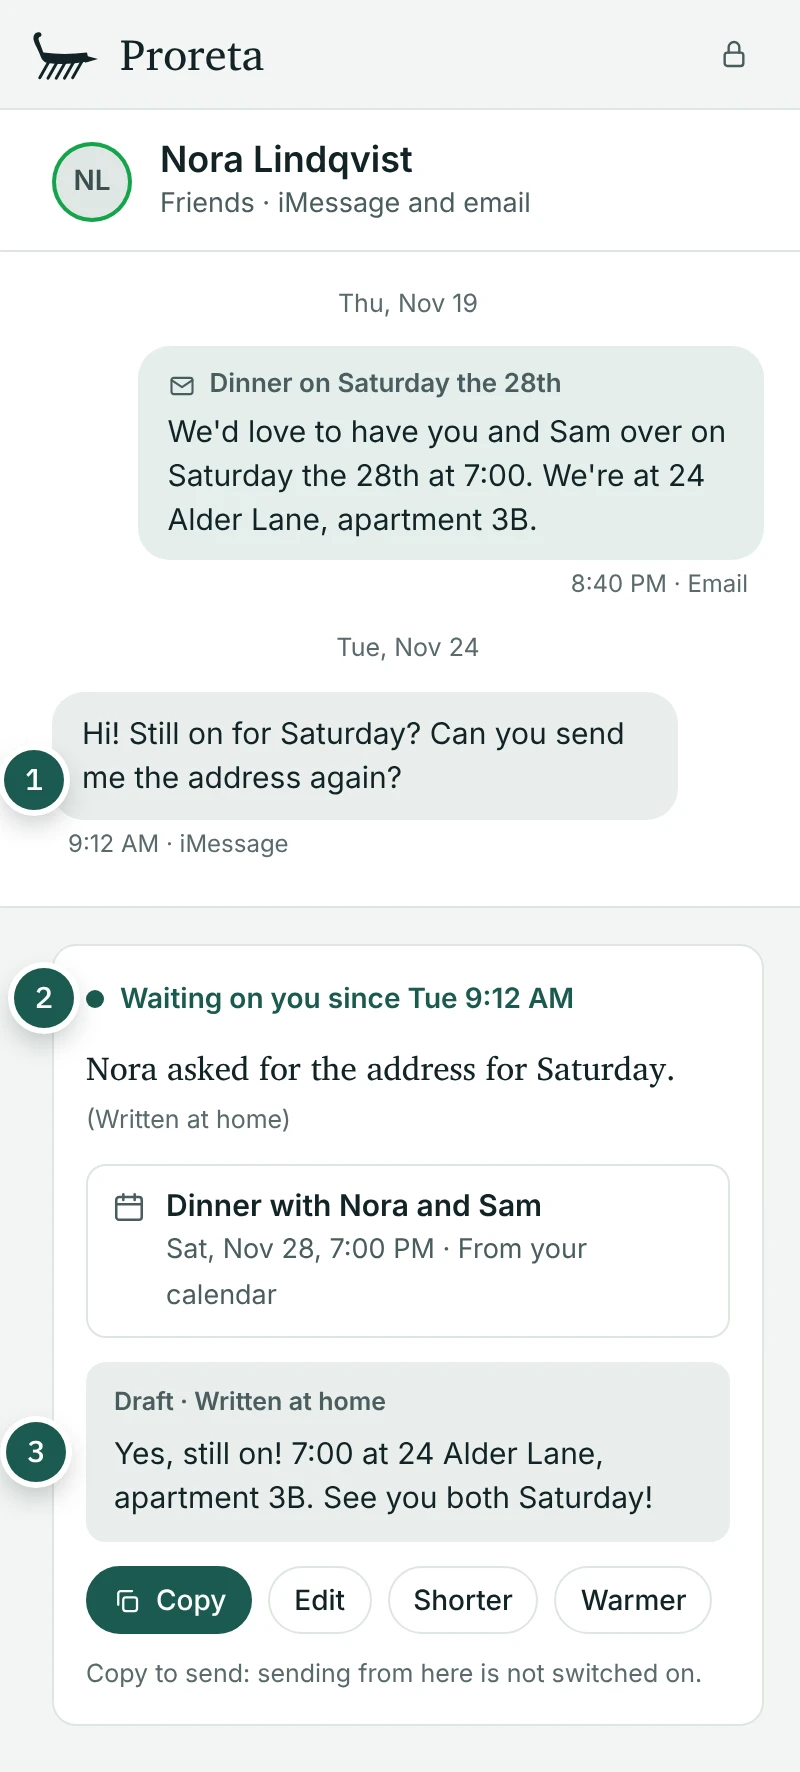 Proreta
NL
Nora Lindqvist
Friends · iMessage and email
Thu, Nov 19
Dinner on Saturday the 28th
We'd love to have you and Sam over on
Saturday the 28th at 7:00. We're at 24
Alder Lane, apartment 3B.
8:40 PM · Email
Tue, Nov 24
Hi! Still on for Saturday? Can you send
1 me the address again?
9:12 AM · iMessage
2 Waiting on you since Tue 9:12 AM
Nora asked for the address for Saturday.
(Written at home)
Dinner with Nora and Sam
Sat, Nov 28, 7:00 PM · From your
calendar
Draft · Written at home
3 Yes, still on! 7:00 at 24 Alder Lane,
apartment 3B. See you both Saturday!
Copy Edit Shorter Warmer
Copy to send: sending from here is not switched on.